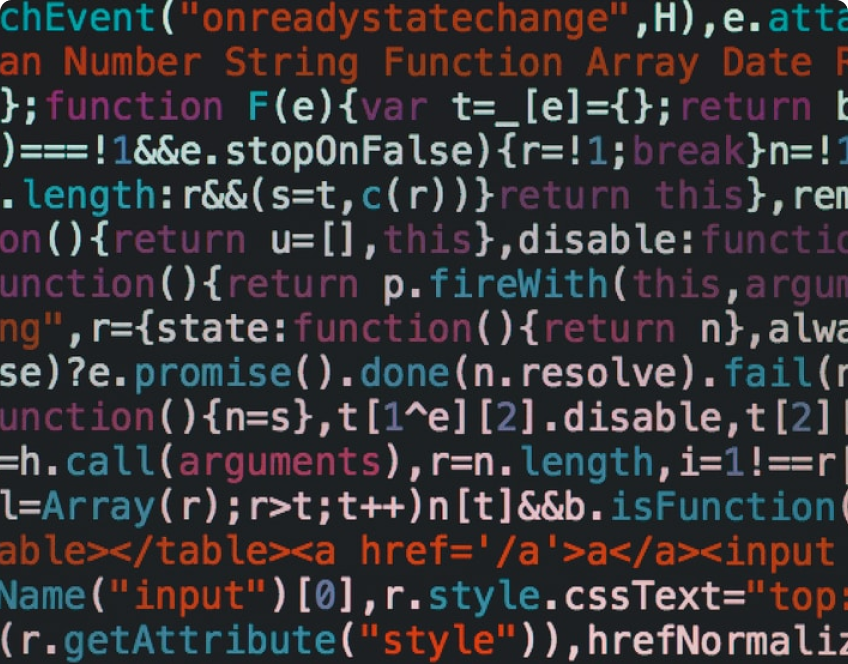 chEvent("onreadystatechange",H),e.atta
an Number String Function Array Date R
};function F(e){var t=_[e]={};return b
)===!1&&e.stopOnFalse){r=!1;break}n=!1
.length:r&&(s=t,c(r))}return this},rem
on(){return u=[],this},disable:functio
unction(){return p.fireWith(this,argum
ng",r={state:function(){return n},alwa
se)?e.promise().done(n.resolve).fail(n
unction(){n=s},t[1^e][2].disable,t[2][
=h.call(arguments),r=n.length,i=1!==r|
l=Array(r);r>t;t++)n[t]&&b.isFunction(
able></table><a href='/a'>a</a><input
Name("input")[0],r.style.cssText="top:
(r.getAttribute("style")),hrefNormaliz